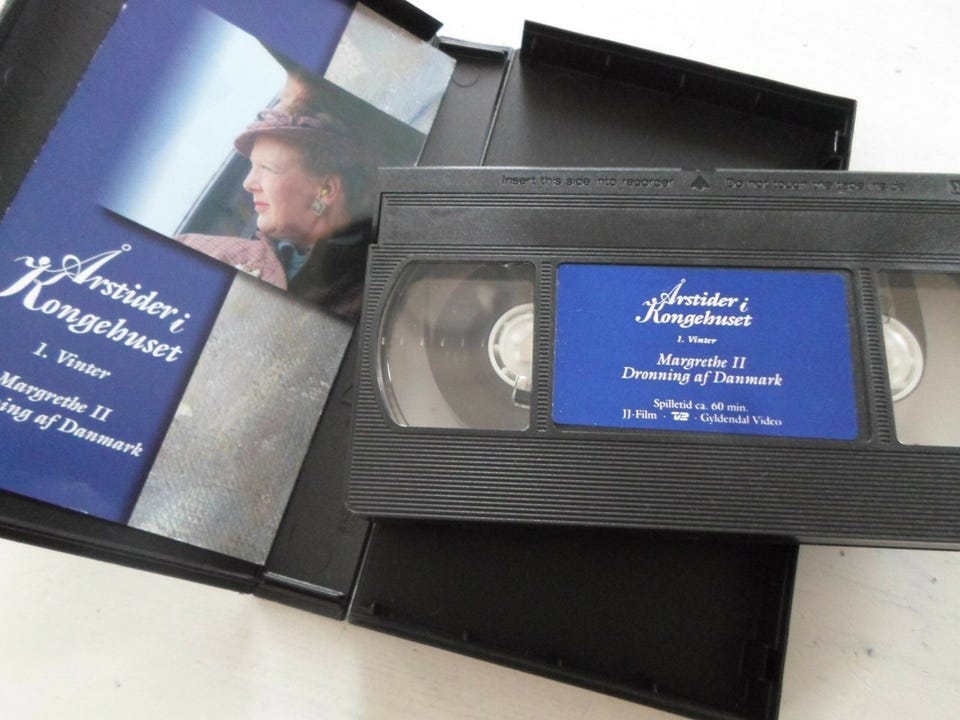 Årstider i
Kongehuset
1. Vinter
Margrethe II
ning af Danmark
Insert this side into recorder
Do not touch the tape inside
Årstider i
Kongehuset
1. Vinter
Margrethe II
Dronning af Danmark
Spilletid ca. 60 min.
JJ-Film · TV2 · Gyldendal Video